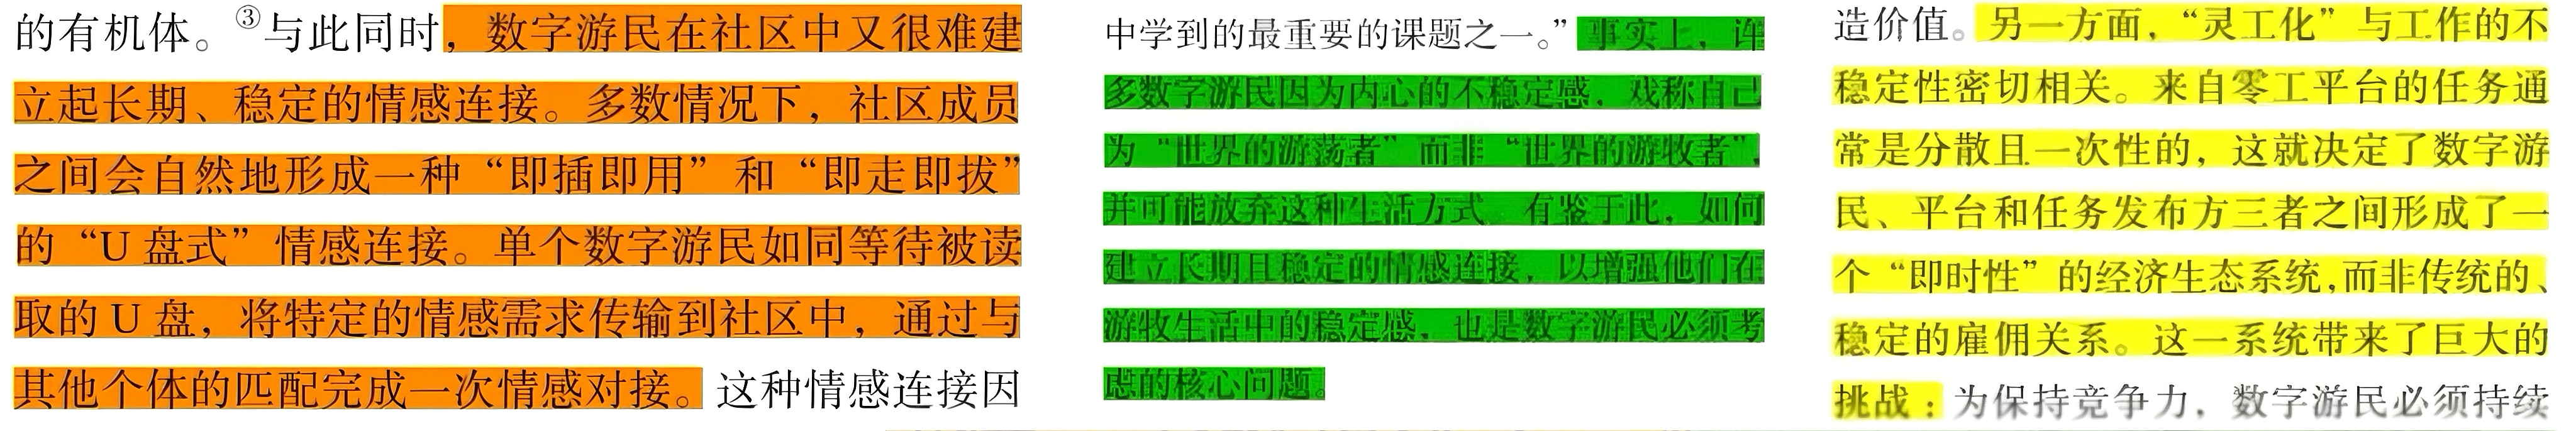 的有机体。③与此同时，数字游民在社区中又很难建
立起长期、稳定的情感连接。多数情况下，社区成员
之间会自然地形成一种“即插即用”和“即走即拔”
的“U 盘式”情感连接。单个数字游民如同等待被读
取的 U 盘，将特定的情感需求传输到社区中，通过与
其他个体的匹配完成一次情感对接。这种情感连接因
中学到的最重要的课题之一。”事实上，许
多数字游民因为内心的不稳定感，戏称自己
为“世界的游荡者”而非“世界的游牧者”，
并可能放弃这种生活方式 有鉴于此，如何
建立长期且稳定的情感连接，以增强他们在
游牧生活中的稳定感，也是数字游民必须考
虑的核心问题。
造价值。另一方面，“灵工化”与工作的不
稳定性密切相关。来自零工平台的任务通
常是分散且一次性的，这就决定了数字游
民、平台和任务发布方三者之间形成了一
个“即时性”的经济生态系统，而非传统的、
稳定的雇佣关系。这一系统带来了巨大的
挑战：为保持竞争力，数字游民必须持续